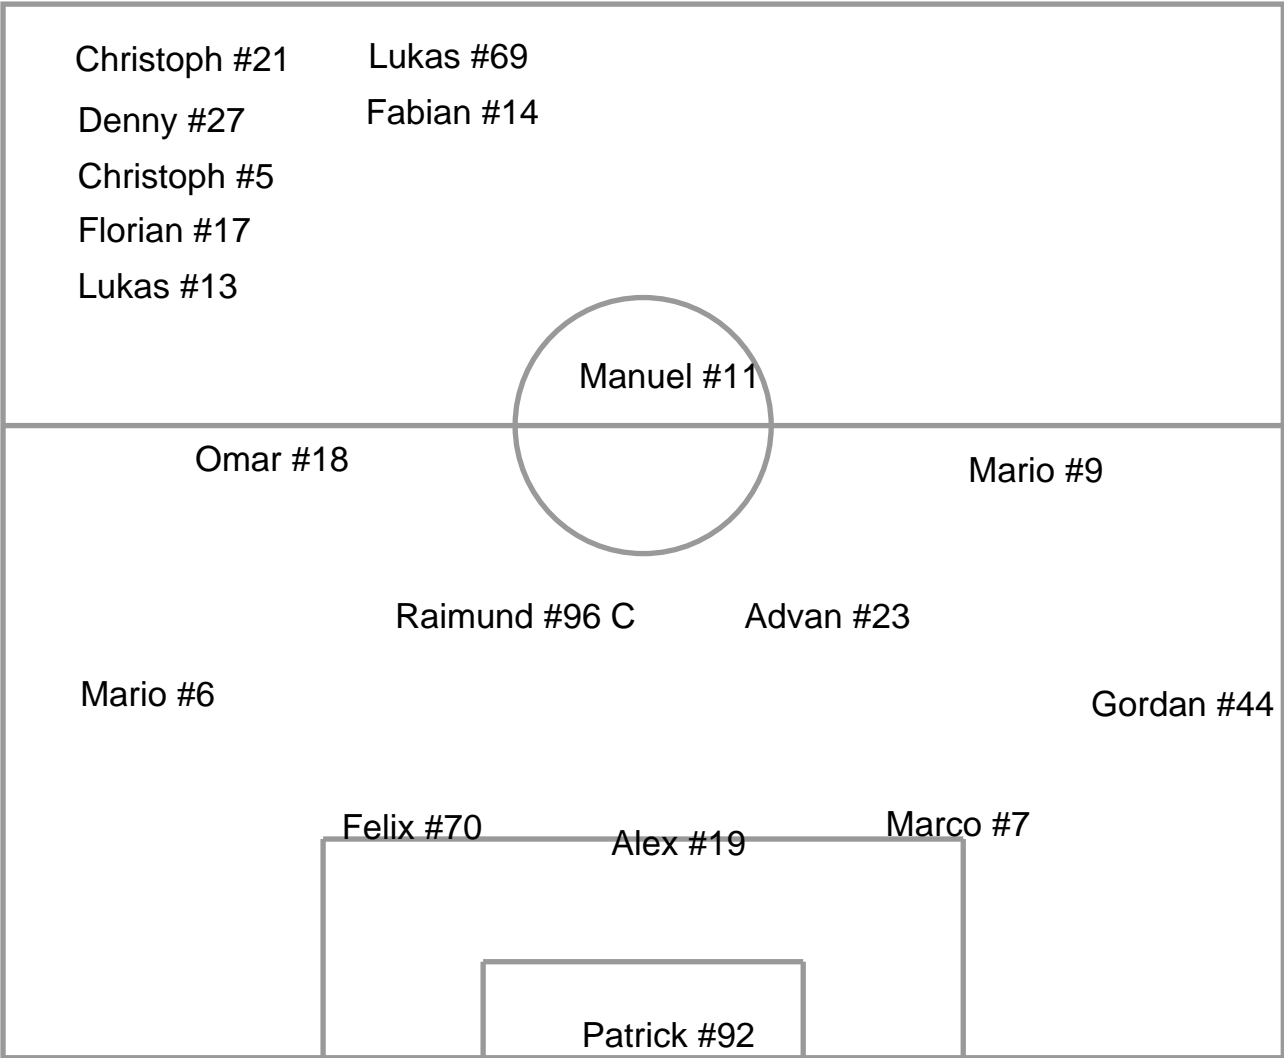 Christoph #21
Denny #27
Christoph #5
Florian #17
Lukas #13
Lukas #69
Fabian #14
Manuel #11
Omar #18
Mario #9
Raimund #96 C
Advan #23
Mario #6
Gordan #44
Felix #70
Alex #19
Marco #7
Patrick #92